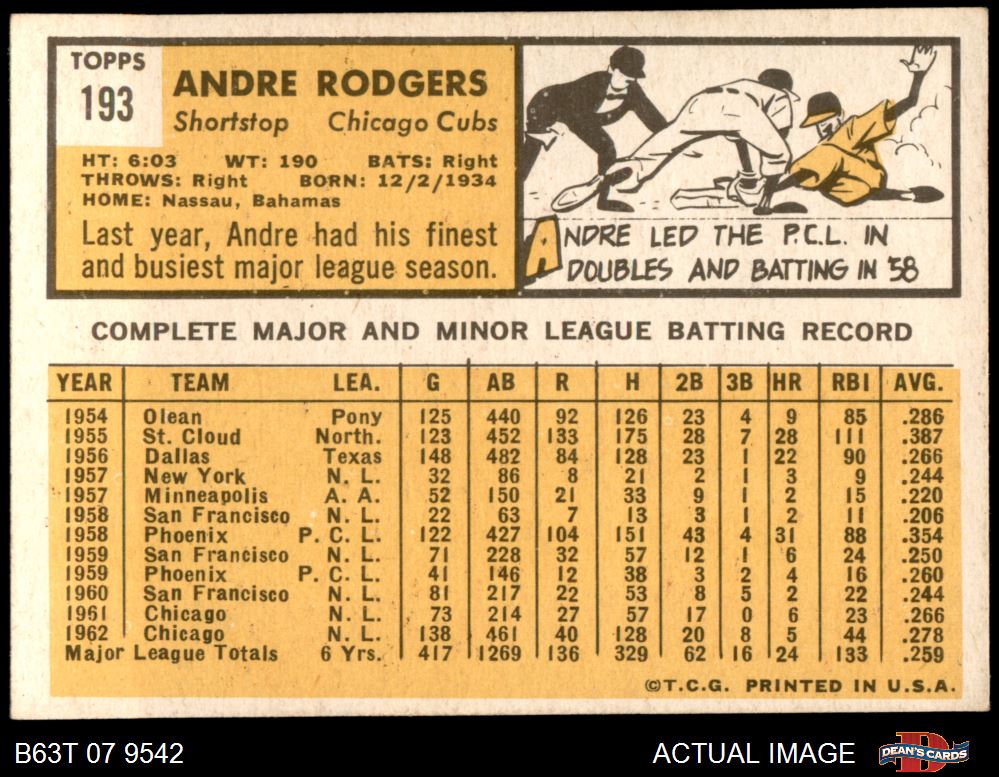 TOPPS
193
ANDRE RODGERS
Shortstop Chicago Cubs
HT: 6:03 WT: 190 BATS: Right
THROWS: Right BORN: 12/2/1934
HOME: Nassau, Bahamas
Last year, Andre had his finest
and busiest major league season.
ANDRE LED THE P.C.L. IN
DOUBLES AND BATTING IN '58
COMPLETE MAJOR AND MINOR LEAGUE BATTING RECORD
YEAR TEAM LEA. G AB R H 2B 3B HR RBI AVG.
1954 Olean Pony 125 440 92 126 23 4 9 85 .286
1955 St. Cloud North. 123 452 133 175 28 7 28 111 .387
1956 Dallas Texas 148 482 84 128 23 1 22 90 .266
1957 New York N. L. 32 86 8 21 2 1 3 9 .244
1957 Minneapolis A. A. 52 150 21 33 9 1 2 15 .220
1958 San Francisco N. L. 22 63 7 13 3 1 2 11 .206
1958 Phoenix P. C. L. 122 427 104 151 43 4 31 88 .354
1959 San Francisco N. L. 71 228 32 57 12 1 6 24 .250
1959 Phoenix P. C. L. 41 146 12 38 3 2 4 16 .260
1960 San Francisco N. L. 81 217 22 53 8 5 2 22 .244
1961 Chicago N. L. 73 214 27 57 17 0 6 23 .266
1962 Chicago N. L. 138 461 40 128 20 8 5 44 .278
Major League Totals 6 Yrs. 417 1269 136 329 62 16 24 133 .259
©T.C.G. PRINTED IN U.S.A.
B63T 07 9542 ACTUAL IMAGE DEAN'S CARDS